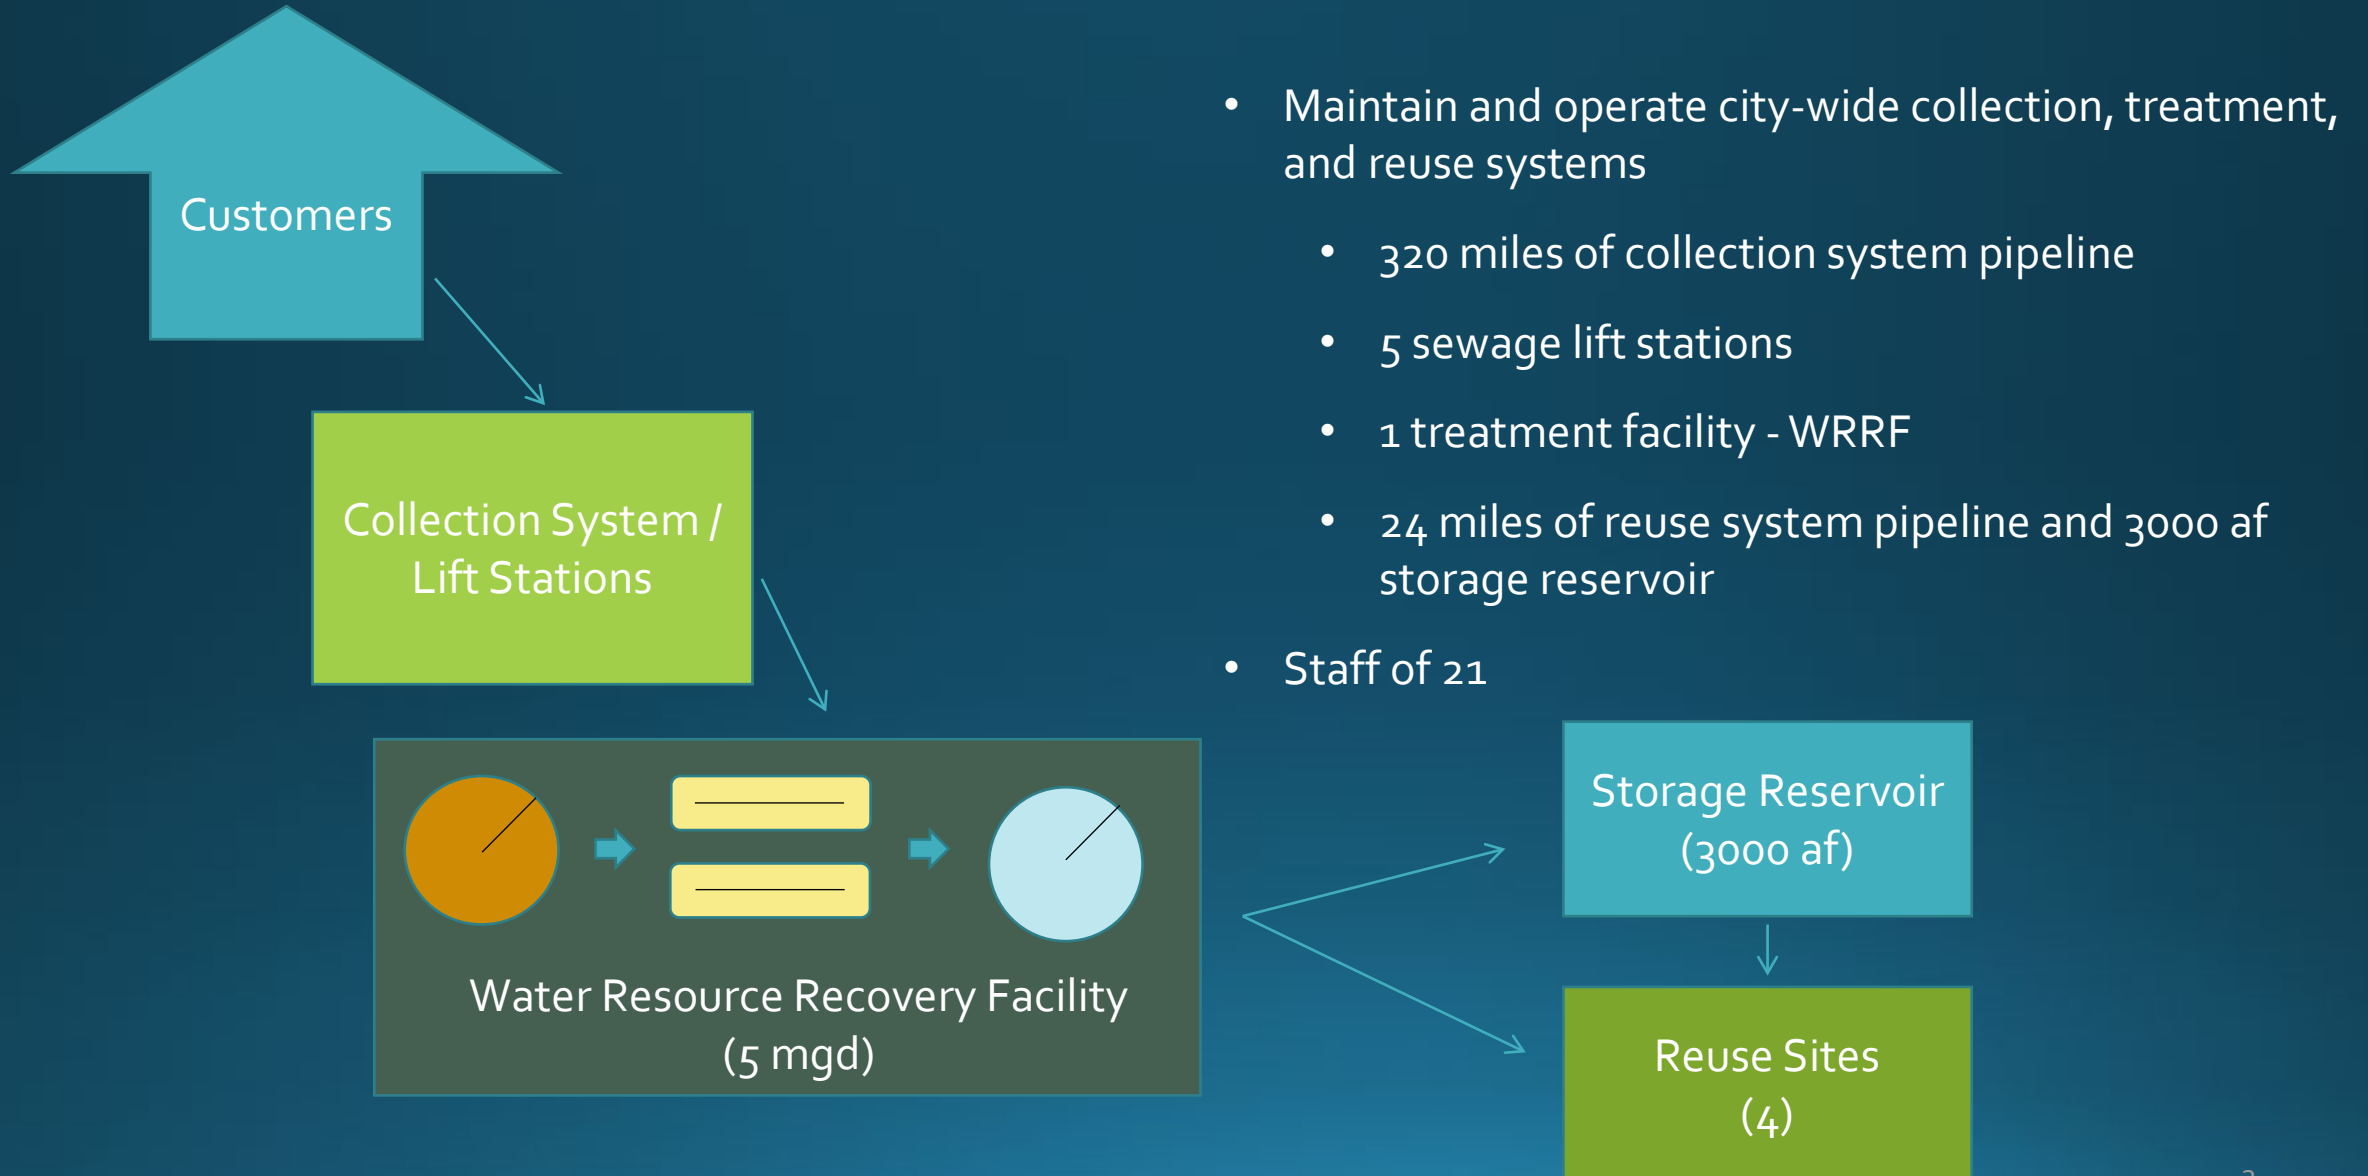 Customers
Collection System /
Lift Stations
Water Resource Recovery Facility
(5 mgd)
• Maintain and operate city-wide collection, treatment,
and reuse systems
• 320 miles of collection system pipeline
• 5 sewage lift stations
• 1 treatment facility - WRRF
• 24 miles of reuse system pipeline and 3000 af
storage reservoir
• Staff of 21
Storage Reservoir
(3000 af)
Reuse Sites
(4)